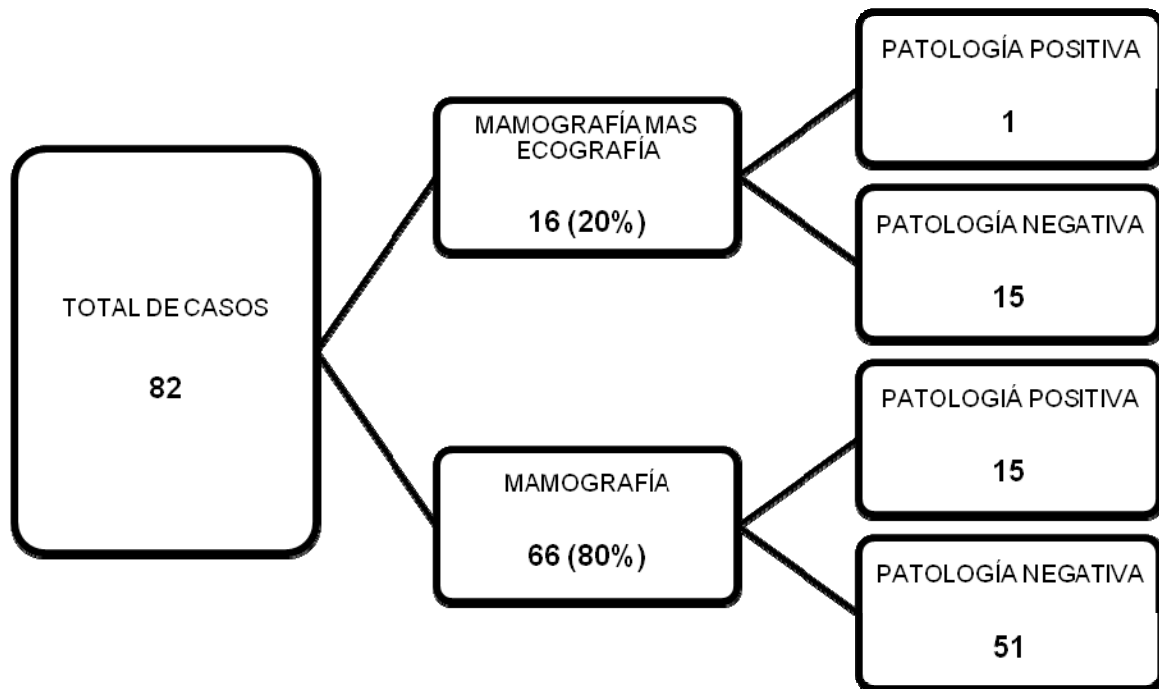 TOTAL DE CASOS
82
MAMOGRAFÍA MAS
ECOGRAFÍA
16 (20%)
PATOLOGÍA POSITIVA
1
PATOLOGÍA NEGATIVA
15
MAMOGRAFÍA
66 (80%)
PATOLOGIÁ POSITIVA
15
PATOLOGÍA NEGATIVA
51